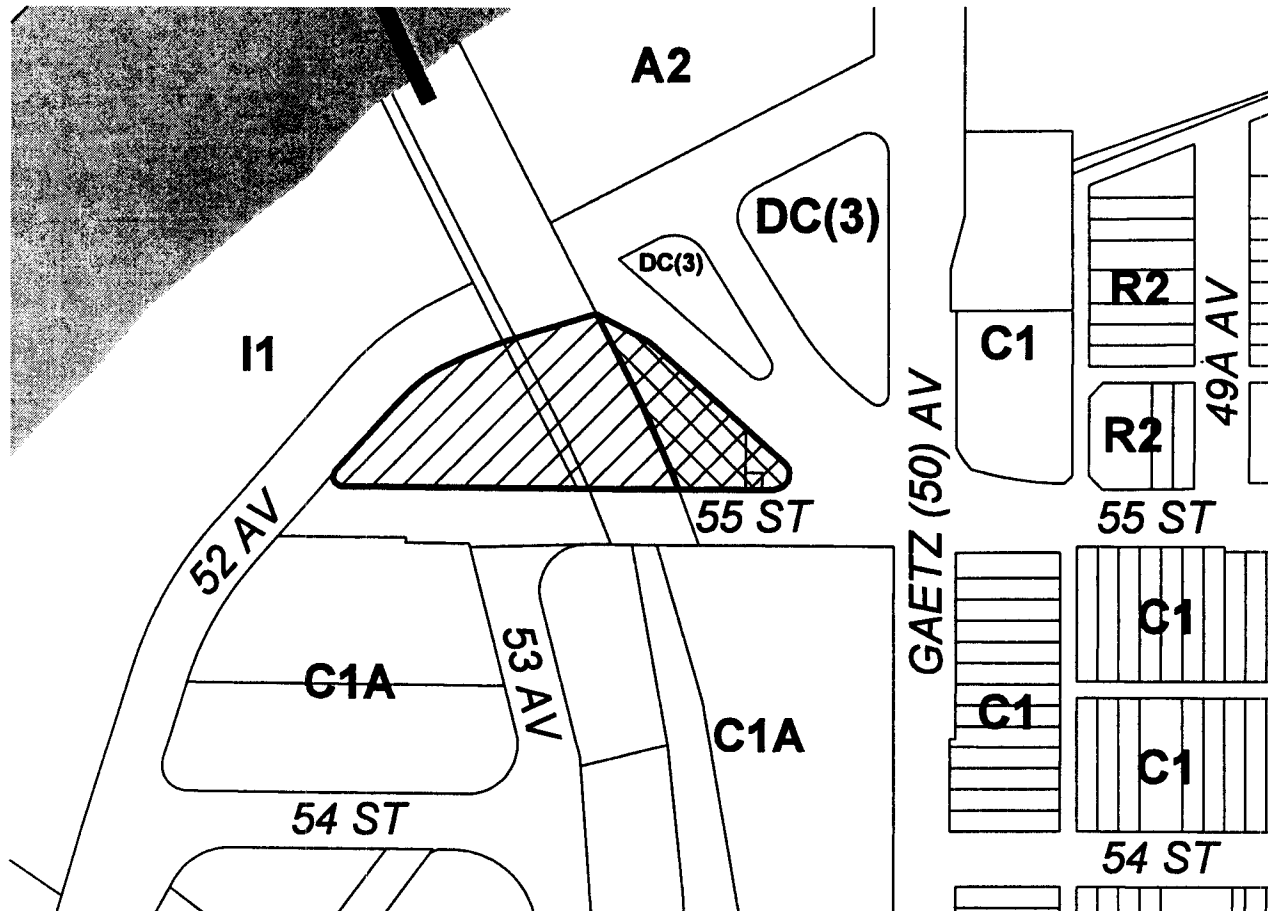 A2
DC(3)
DC(3)
R2
49A AV
I1
C1
R2
55 ST
55 ST
52 AV
GAETZ (50) AV
C1
53 AV
C1A
C1
C1A
C1
54 ST
54 ST